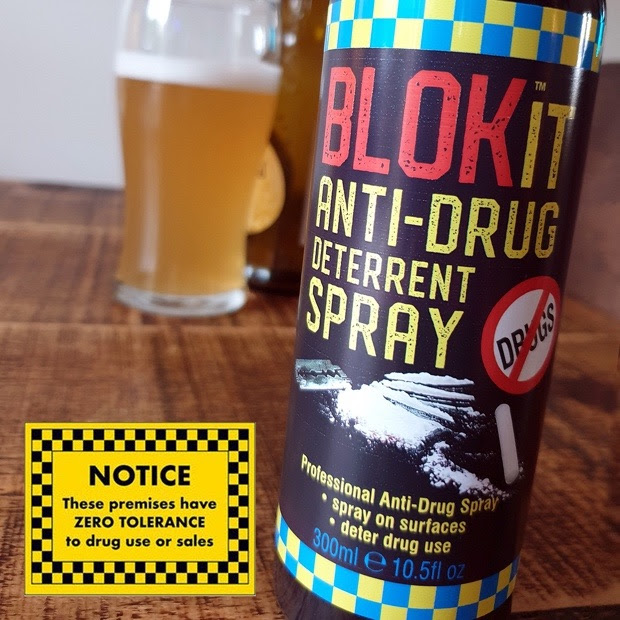 BLOKiT™
ANTI-DRUG
DETERRENT
SPRAY
DRUGS
Professional Anti-Drug Spray
• spray on surfaces
• deter drug use
300ml ℮ 10.5fl oz
NOTICE
These premises have
ZERO TOLERANCE
to drug use or sales